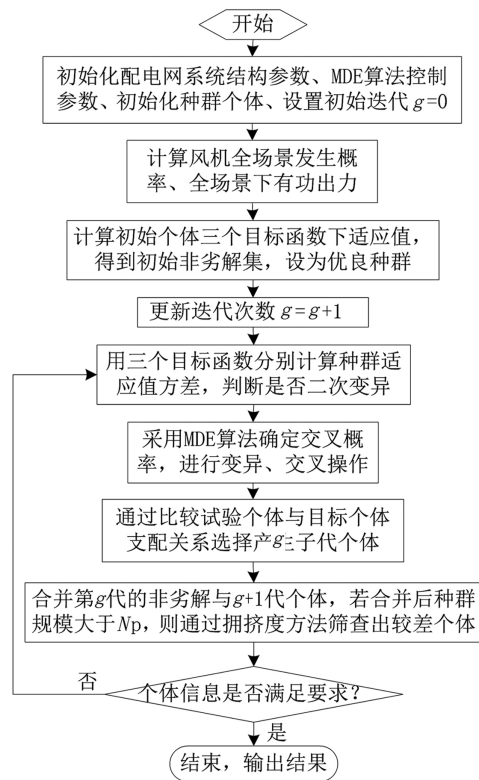 开始
初始化配电网系统结构参数、MDE算法控制
参数、初始化种群个体、设置初始迭代g=0
计算风机全场景发生概
率、全场景下有功出力
计算初始个体三个目标函数下适应值，
得到初始非劣解集，设为优良种群
更新迭代次数g=g+1
用三个目标函数分别计算种群适
应值方差，判断是否二次变异
采用MDE算法确定交叉概
率，进行变异、交叉操作
通过比较试验个体与目标个体
支配关系选择产g子代个体
合并第g代的非劣解与g+1代个体，若合并后种群
规模大于Np，则通过拥挤度方法筛查出较差个体
否
个体信息是否满足要求？
是
结束，输出结果